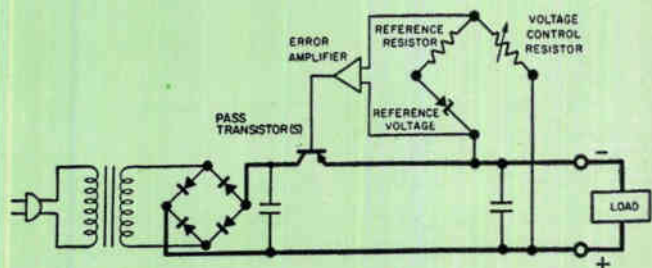 ERROR
AMPLIFIER
REFERENCE
RESISTOR
VOLTAGE
CONTROL
RESISTOR
REFERENCE
VOLTAGE
PASS
TRANSISTOR(S)
−
LOAD
+